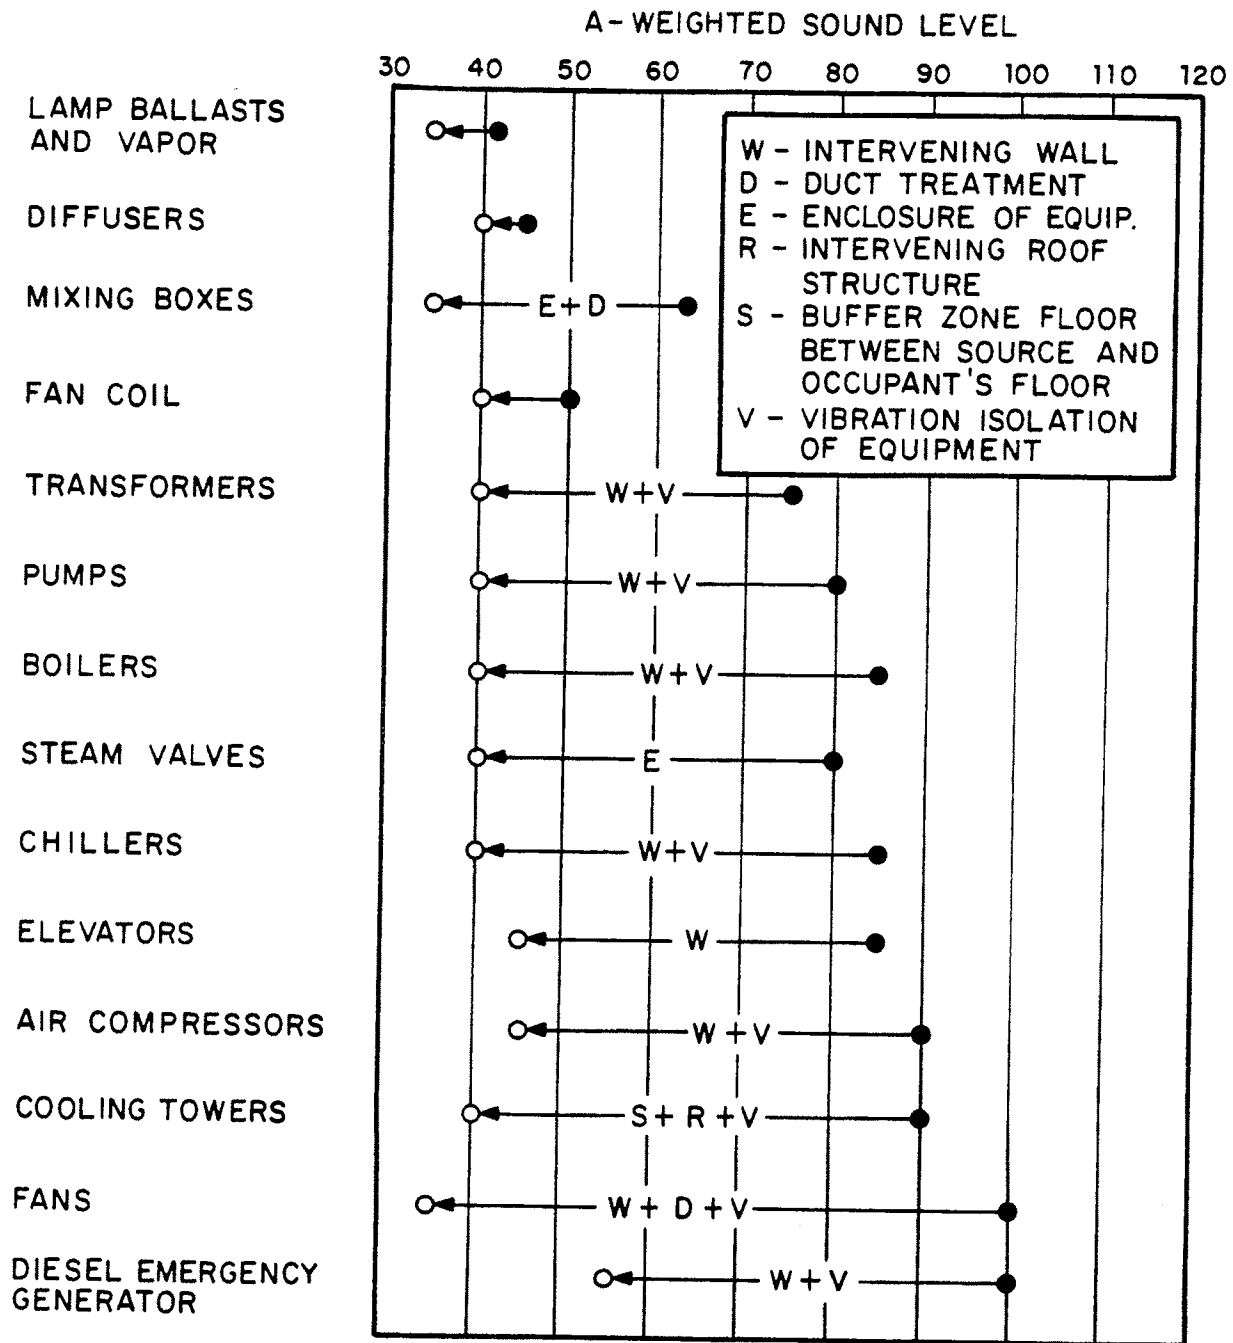 A-WEIGHTED SOUND LEVEL
30 40 50 60 70 80 90 100 110 120
LAMP BALLASTS
AND VAPOR
W - INTERVENING WALL
D - DUCT TREATMENT
E - ENCLOSURE OF EQUIP.
R - INTERVENING ROOF
STRUCTURE
S - BUFFER ZONE FLOOR
BETWEEN SOURCE AND
OCCUPANT'S FLOOR
V - VIBRATION ISOLATION
OF EQUIPMENT
DIFFUSERS
MIXING BOXES
E+D
FAN COIL
TRANSFORMERS
W+V
PUMPS
W+V
BOILERS
W+V
STEAM VALVES
E
CHILLERS
W+V
ELEVATORS
W
AIR COMPRESSORS
W+V
COOLING TOWERS
S+R+V
FANS
W+D+V
DIESEL EMERGENCY
GENERATOR
W+V